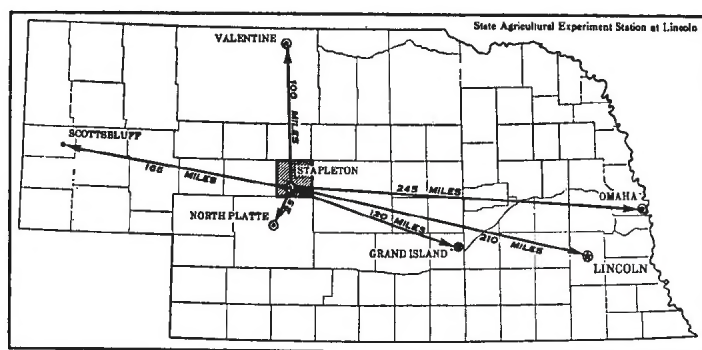 State Agricultural Experiment Station at Lincoln
VALENTINE
100 MILES
SCOTTSBLUFF
165 MILES
STAPLETON
245 MILES
OMAHA
NORTH PLATTE
130 MILES
GRAND ISLAND
210 MILES
LINCOLN